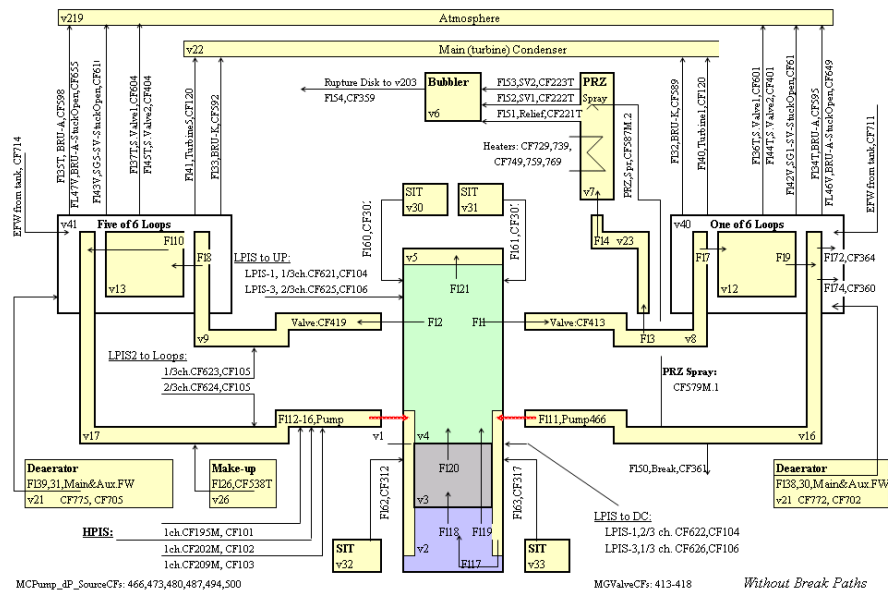 v219 Atmosphere
v22 Main (turbine) Condenser
Rupture Disk to v203
Fl54, CF359
Bubbler
v6
Fl53,SV2,CF223T
Fl52,SV1,CF222T
Fl51,Relief,CF221T
PRZ
Spray
v7
Heaters: CF729,739,
CF749,759,769
PRZ,Spr,CF587M.2
EFW from tank, CF714
Fl35T, BRU-A,CF598
FL47V,BRU-A-StuckOpen,CF655
Fl43V,SG5-SV-StuckOpen,CF61
Fl37T,S.Valve1,CF604
Fl45T,S.Valve2,CF404
Fl41,Turbine5,CF120
Fl33,BRU-K,CF592
Fl32,BRU-K,CF589
Fl40,Turbine1,CF120
Fl36T,S.Valve1,CF601
Fl44T,S.Valve2,CF401
Fl42V,SG1-SV-StuckOpen,CF61
Fl34T,BRU-A,CF595
FL46V,BRU-A-StuckOpen,CF649
EFW from tank,CF711
v41 Five of 6 Loops
Fl10
Fl8
v13
v9
SIT
v30
SIT
v31
Fl60,CF30
Fl61,CF30
v40 One of 6 Loops
Fl7
Fl9
v12
v8
Fl72,CF364
Fl74,CF360
Fl4
v23
Fl3
LPIS to UP:
LPIS-1, 1/3ch.CF621,CF104
LPIS-3, 2/3ch.CF625,CF106
v5
Fl21
Valve:CF419
Fl2
Fl1
Valve:CF413
LPIS2 to Loops:
1/3ch.CF623,CF105
2/3ch.CF624,CF105
PRZ Spray:
CF579M.1
Fl12-16,Pump
v1
v17
Fl11,Pump466
v16
v4
Fl20
v3
Fl18
Fl19
v2
Fl17
Fl50,Break,CF361
Deaerator
Fl39,31,Main&Aux.FW
v21 CF775, CF705
Make-up
Fl26,CF538T
v26
Fl62,CF312
Fl63,CF317
Deaerator
Fl38,30,Main&Aux.FW
v21 CF772, CF702
HPIS:
1ch.CF195M, CF101
1ch.CF202M, CF102
1ch.CF209M, CF103
SIT
v32
SIT
v33
LPIS to DC:
LPIS-1,2/3 ch. CF622,CF104
LPIS-3,1/3 ch. CF626,CF106
MCPump_dP_SourceCFs: 466,473,480,487,494,500
MGValveCFs: 413-418
Without Break Paths